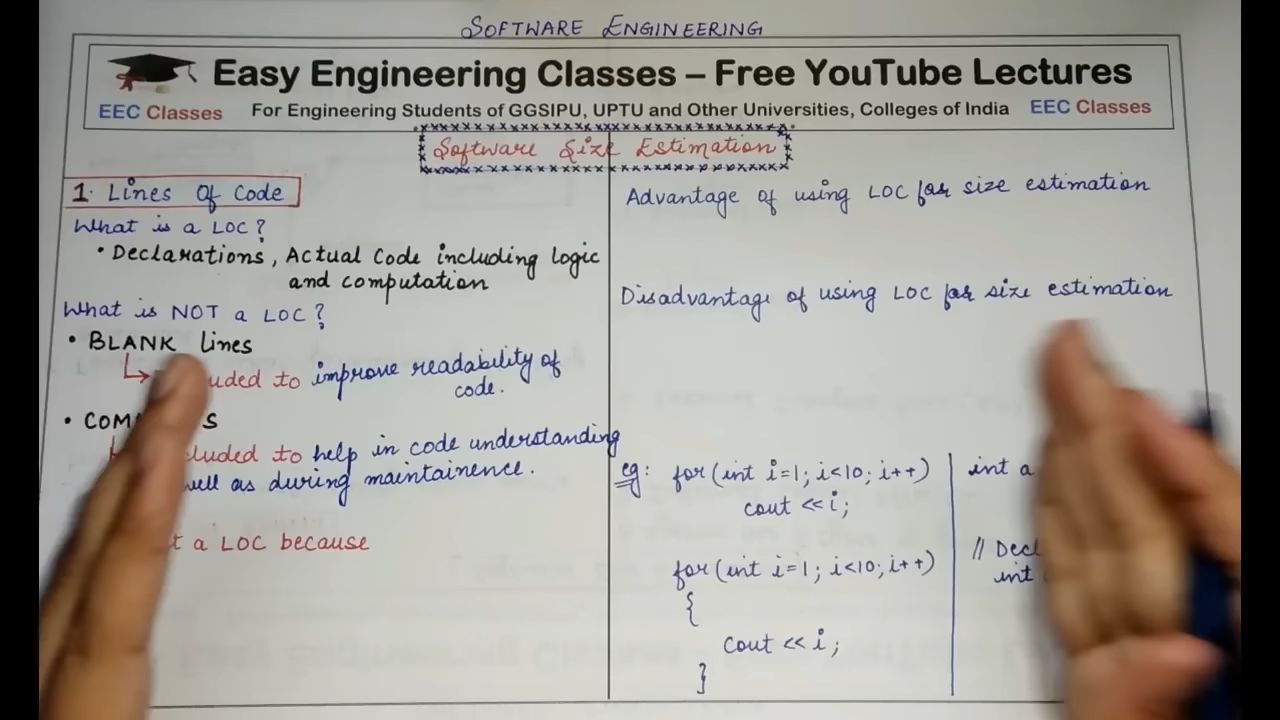 SOFTWARE ENGINEERING
Easy Engineering Classes – Free YouTube Lectures
EEC Classes For Engineering Students of GGSIPU, UPTU and Other Universities, Colleges of India EEC Classes
Software Size Estimation
1. Lines Of Code
What is a LOC?
• Declarations, Actual Code including logic
and computation
What is NOT a LOC?
• BLANK lines
to improve readability of
code.
•
to help in code understanding
as during maintainence.
a LOC because
Advantage of using LOC for size estimation
Disadvantage of using LOC for size estimation
eg: for(int i=1; i<10; i++)
cout << i;
for(int i=1; i<10; i++)
{
cout << i;
}
int a
//
int